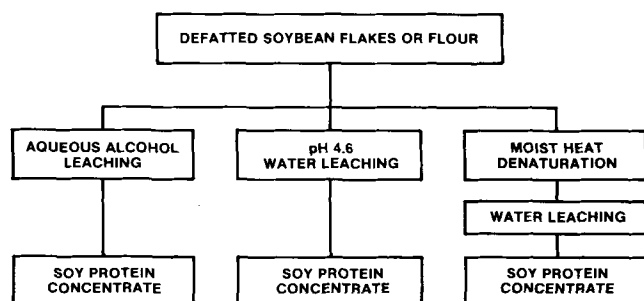 DEFATTED SOYBEAN FLAKES OR FLOUR
AQUEOUS ALCOHOL
LEACHING
pH 4.6
WATER LEACHING
MOIST HEAT
DENATURATION
WATER LEACHING
SOY PROTEIN
CONCENTRATE
SOY PROTEIN
CONCENTRATE
SOY PROTEIN
CONCENTRATE